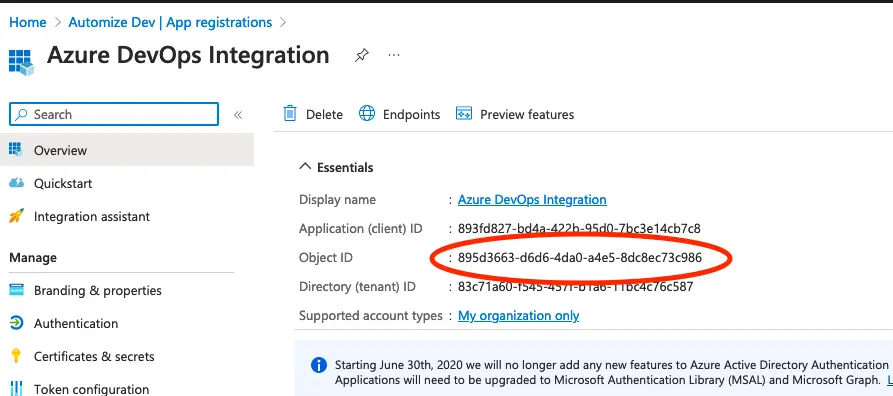 Home > Automize Dev | App registrations >
Azure DevOps Integration ...
Search «
Delete Endpoints Preview features
Overview
Quickstart
Integration assistant
Manage
Branding & properties
Authentication
Certificates & secrets
Token configuration
Essentials
Display name : Azure DevOps Integration
Application (client) ID : 893fd827-bd4a-422b-95d0-7bc3e14cb7c8
Object ID : 895d3663-d6d6-4da0-a4e5-8dc8ec73c986
Directory (tenant) ID : 83c71a60-f545-457f-b1a6-11bc4c76c587
Supported account types : My organization only
Starting June 30th, 2020 we will no longer add any new features to Azure Active Directory Authentication
Applications will need to be upgraded to Microsoft Authentication Library (MSAL) and Microsoft Graph. L